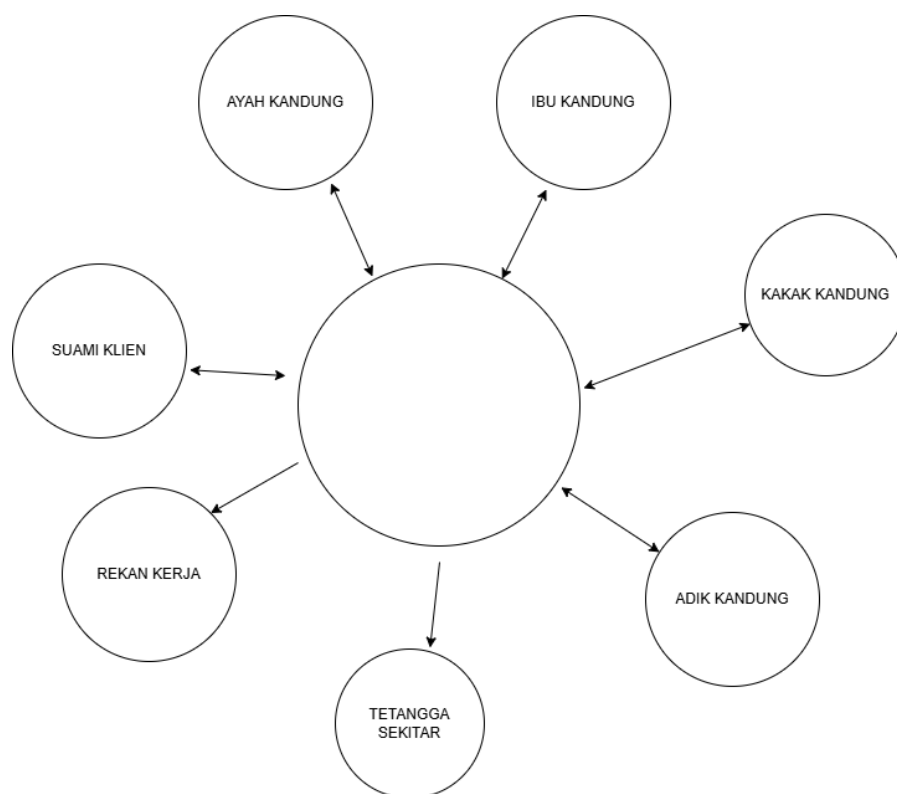 AYAH KANDUNG
IBU KANDUNG
KAKAK KANDUNG
SUAMI KLIEN
REKAN KERJA
ADIK KANDUNG
TETANGGA
SEKITAR